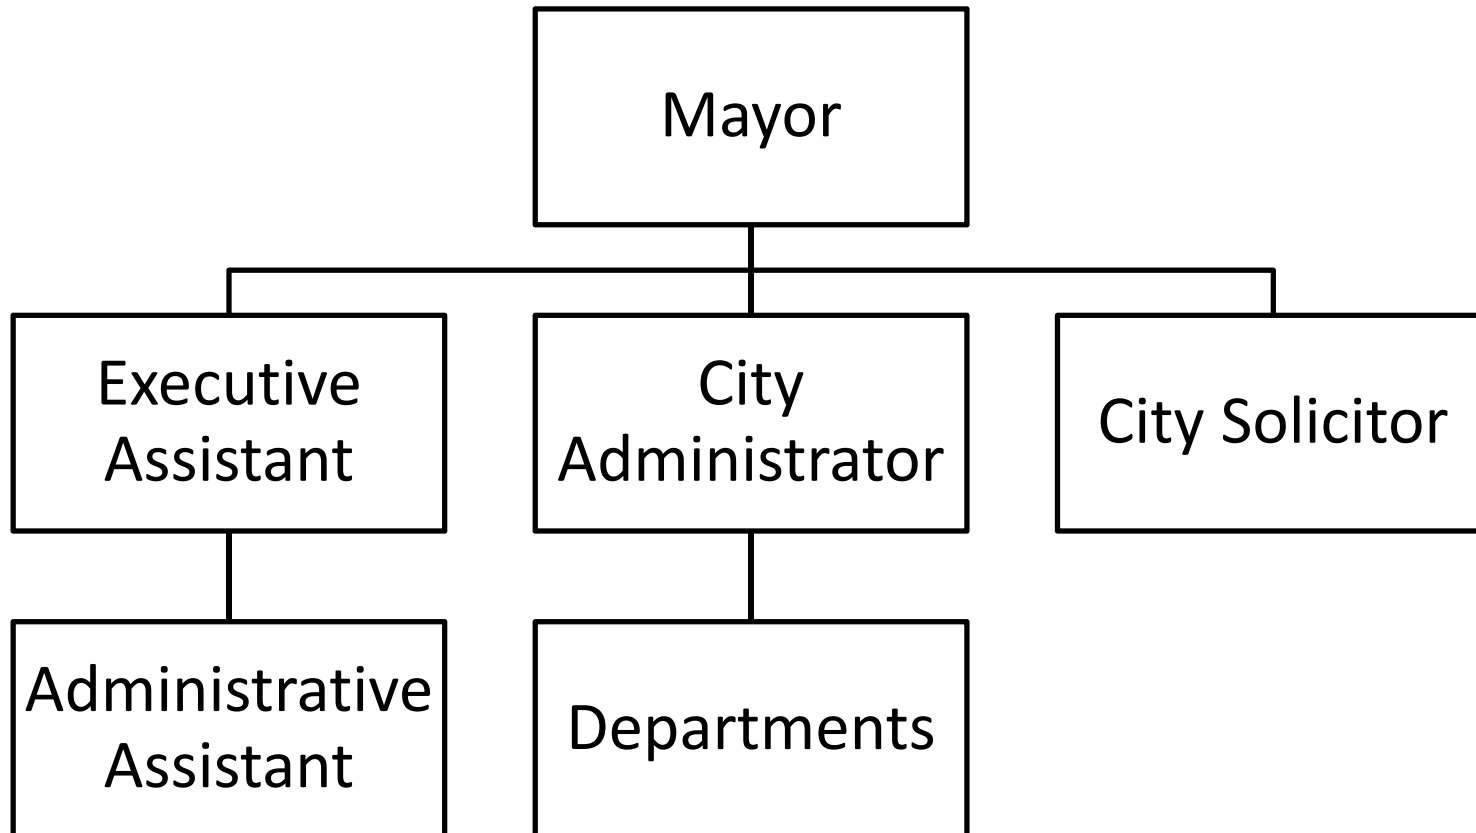 Mayor
Executive
Assistant
City
Administrator
City Solicitor
Administrative
Assistant
Departments